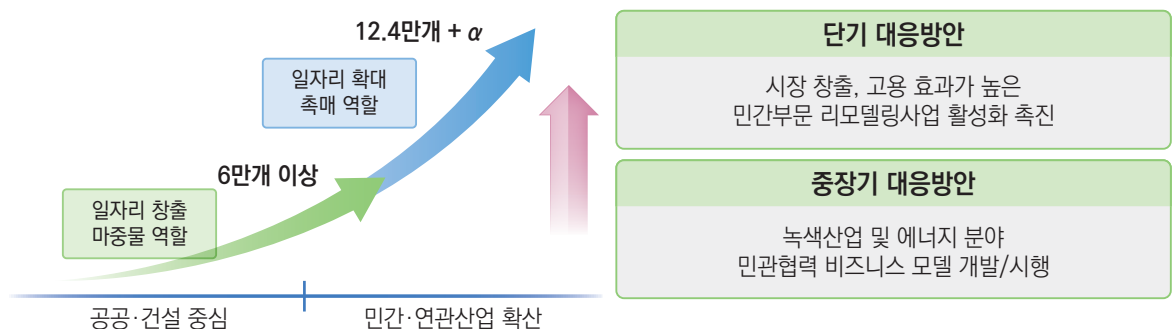 12.4만개 + α
일자리 확대
촉매 역할
6만개 이상
일자리 창출
마중물 역할
공공·건설 중심
민간·연관산업 확산
단기 대응방안
시장 창출, 고용 효과가 높은
민간부문 리모델링사업 활성화 촉진
중장기 대응방안
녹색산업 및 에너지 분야
민관협력 비즈니스 모델 개발/시행